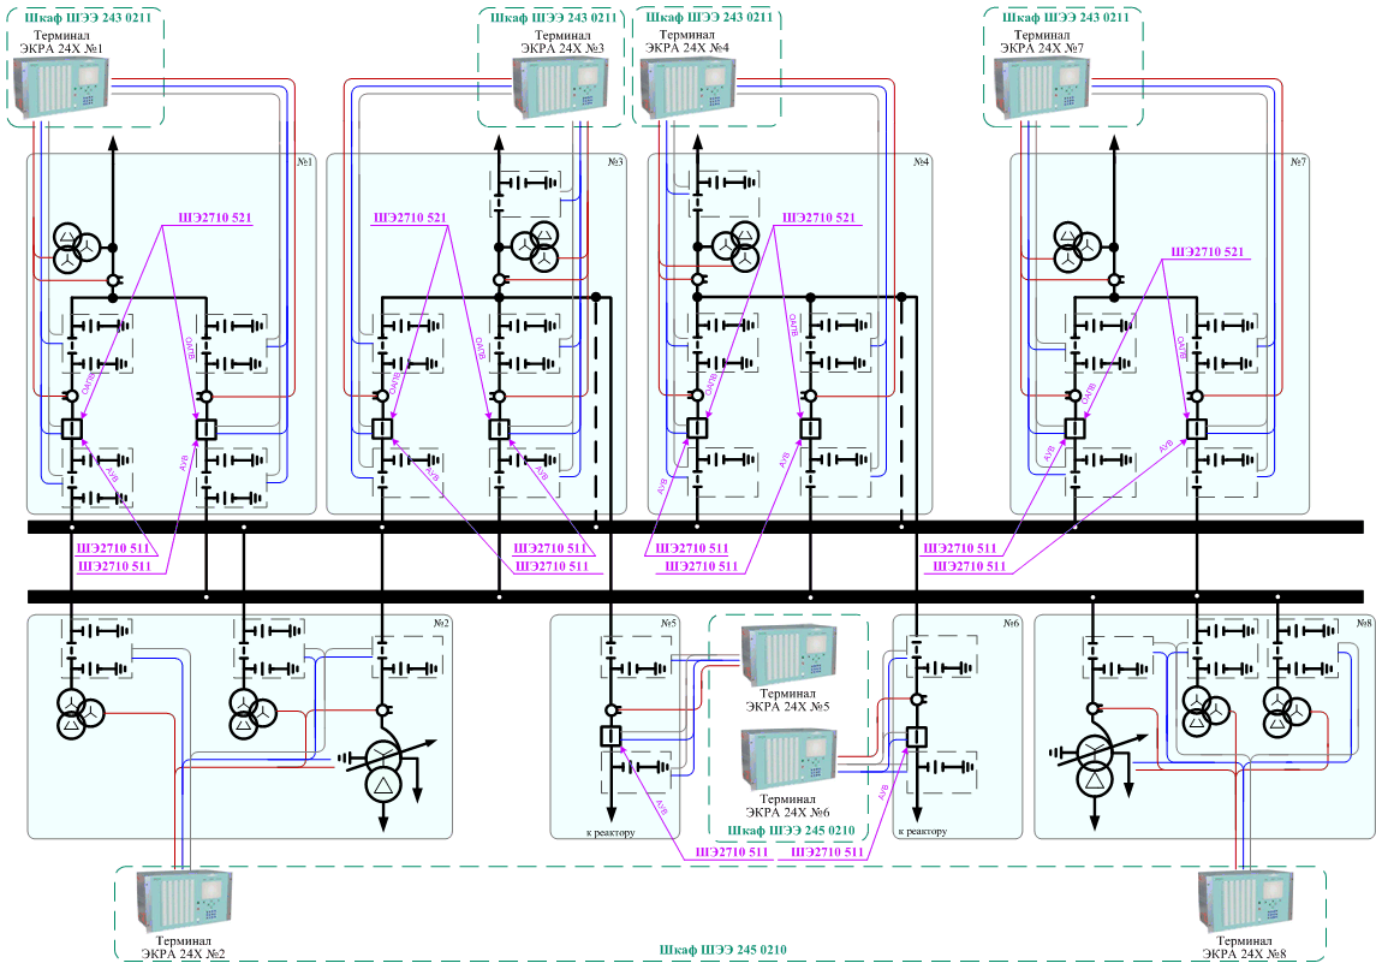 Шкаф ШЭЭ 243 0211
Терминал
ЭКРА 24Х №1
Шкаф ШЭЭ 243 0211
Терминал
ЭКРА 24Х №3
Шкаф ШЭЭ 243 0211
Терминал
ЭКРА 24Х №4
Шкаф ШЭЭ 243 0211
Терминал
ЭКРА 24Х №7
№1
№3
№4
№7
ШЭ2710 521
ШЭ2710 521
ШЭ2710 521
ШЭ2710 521
ОАПВ
ОАПВ
ОАПВ
ОАПВ
ОАПВ
ОАПВ
ОАПВ
ОАПВ
АУВ
АУВ
АУВ
АУВ
АУВ
АУВ
АУВ
АУВ
ШЭ2710 511
ШЭ2710 511
ШЭ2710 511
ШЭ2710 511
ШЭ2710 511
ШЭ2710 511
ШЭ2710 511
ШЭ2710 511
№2
№5
№6
№8
Терминал
ЭКРА 24Х №5
Терминал
ЭКРА 24Х №6
Шкаф ШЭЭ 245 0210
АУВ
АУВ
к реактору
к реактору
ШЭ2710 511
ШЭ2710 511
Терминал
ЭКРА 24Х №2
Шкаф ШЭЭ 245 0210
Терминал
ЭКРА 24Х №8